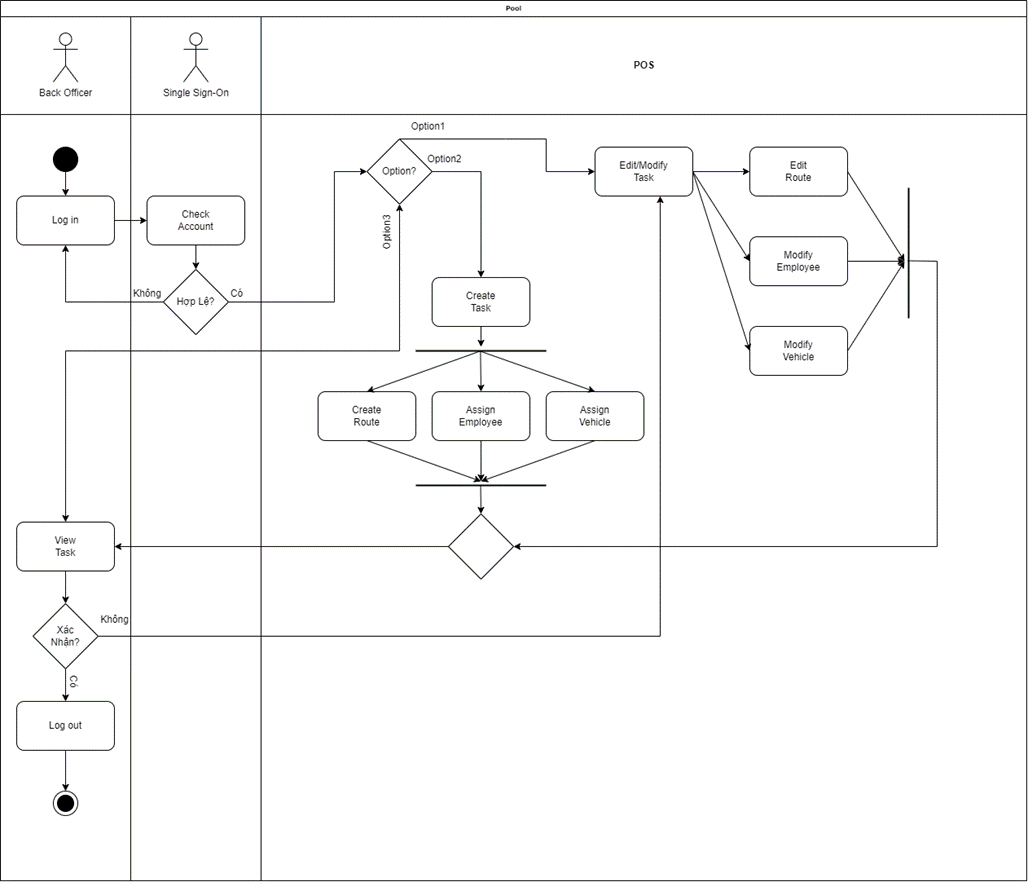 Pool
Back Officer
Single Sign-On
POS
Option1
Option?
Option2
Option3
Edit/Modify
Task
Edit
Route
Log in
Check
Account
Modify
Employee
Không
Hợp Lệ?
Có
Create
Task
Modify
Vehicle
Create
Route
Assign
Employee
Assign
Vehicle
View
Task
Không
Xác
Nhận?
Có
Log out